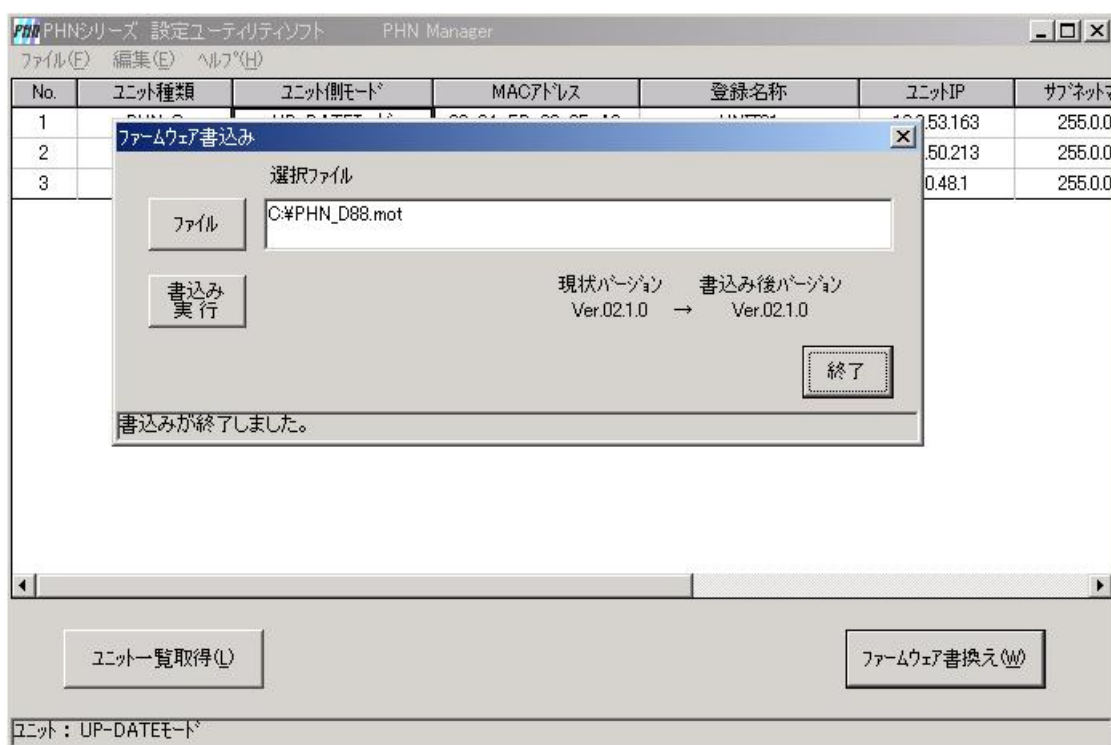 PHN PHNシリーズ 設定ユーティリティソフト PHN Manager
ファイル(F) 編集(E) ヘルプ(H)
No. ユニット種類 ユニット側モード MACアドレス 登録名称 ユニットIP サブネットマ
1 255.0.0
2 .50.213 255.0.0
3 0.48.1 255.0.0
ファームウェア書込み
選択ファイル
ファイル C:¥PHN_D88.mot
書込み
実 行
現状バージョン 書込み後バージョン
Ver.02.1.0 → Ver.02.1.0
終了
書込みが終了しました。
ユニット一覧取得(L) ファームウェア書換え(W)
ユニット : UP-DATEモード